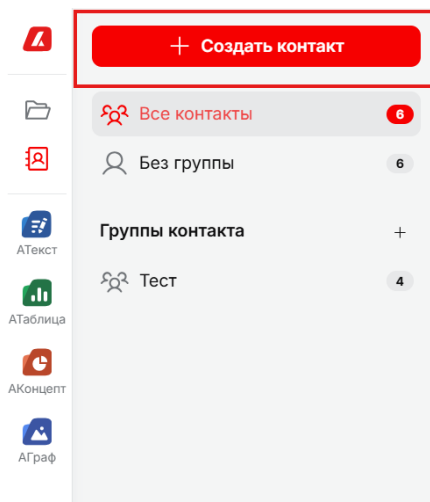 Создать контакт
Все контакты 6
Без группы 6
Группы контакта +
Тест 4
АТекст
АТаблица
АКонцепт
АГраф